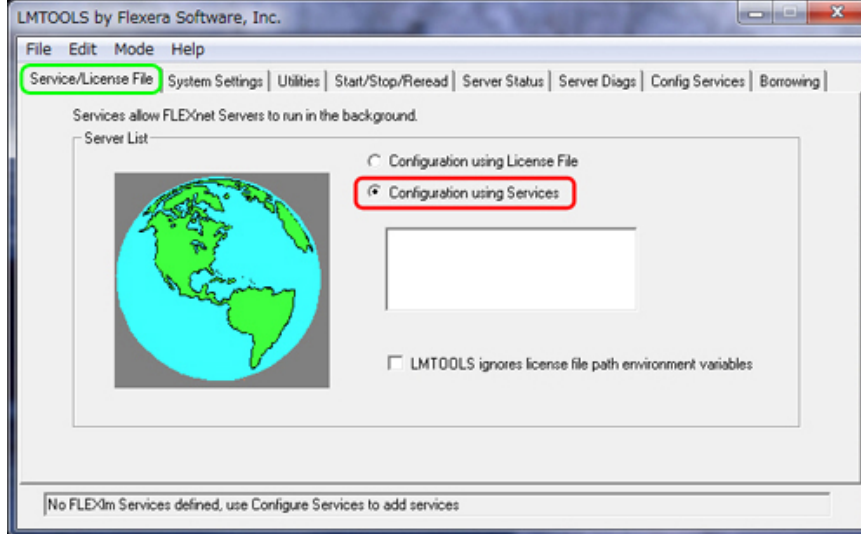 LMTOOLS by Flexera Software, Inc.
File Edit Mode Help
Service/License File System Settings Utilities Start/Stop/Reread Server Status Server Diags Config Services Borrowing
Services allow FLEXnet Servers to run in the background.
Server List
Configuration using License File
Configuration using Services
LMTOOLS ignores license file path environment variables
No FLEXlm Services defined, use Configure Services to add services